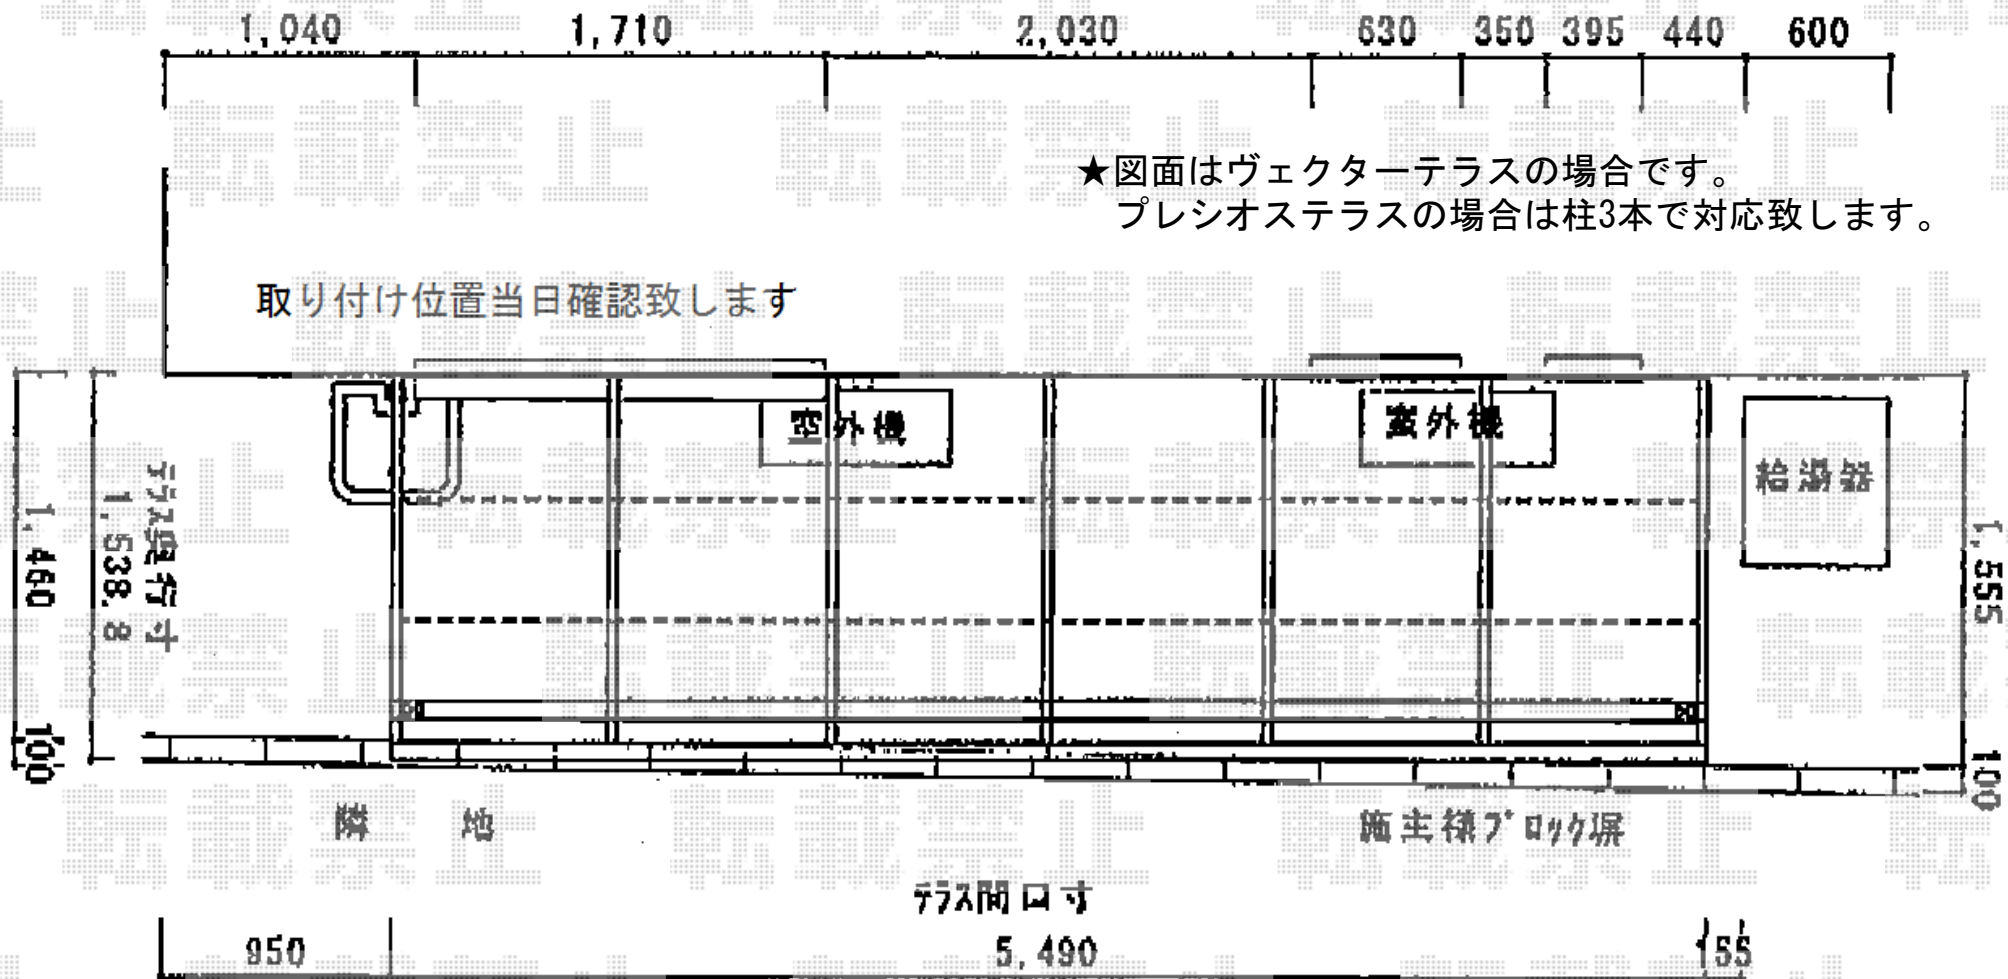 1,040 1,710 2,030 630 350 395 440 600
★図面はヴェクターテラスの場合です。
プレシオステラスの場合は柱3本で対応致します。
取り付け位置当日確認致します
室外機
室外機
給湯器
テラス奥行寸
1,538.8
1,460
100
1,555
100
隣地
施主様ブロック塀
テラス間口寸
950 5,490 155
転載禁止